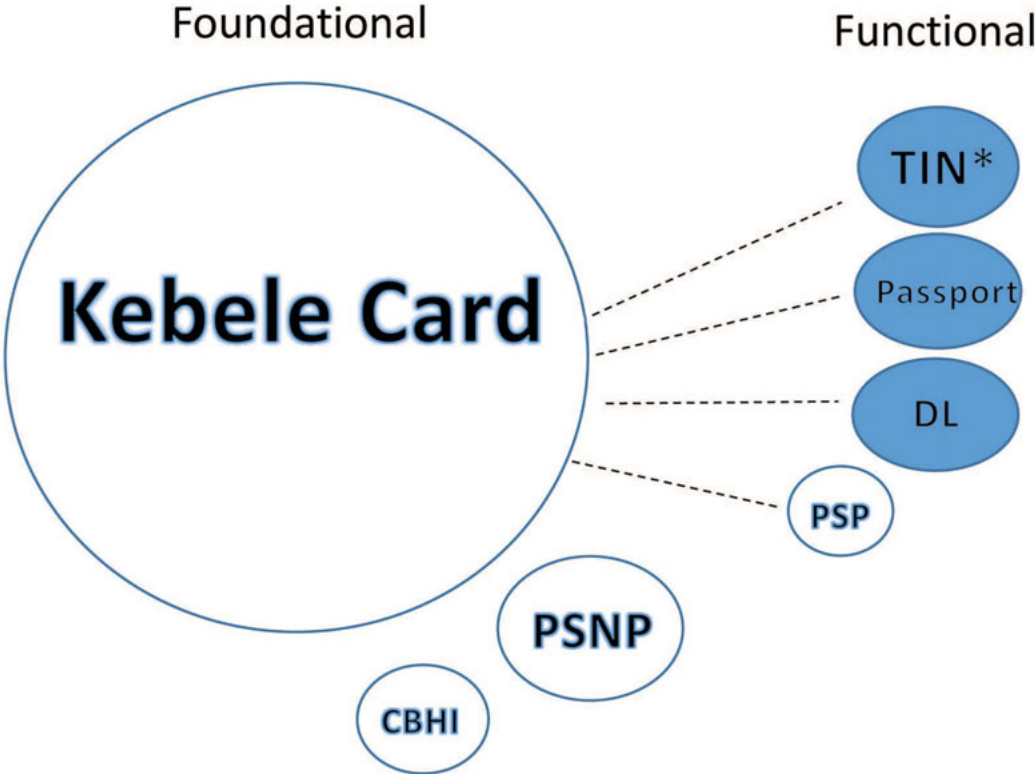 Foundational
Functional
TIN*
Passport
Kebele Card
DL
PSP
PSNP
CBHI